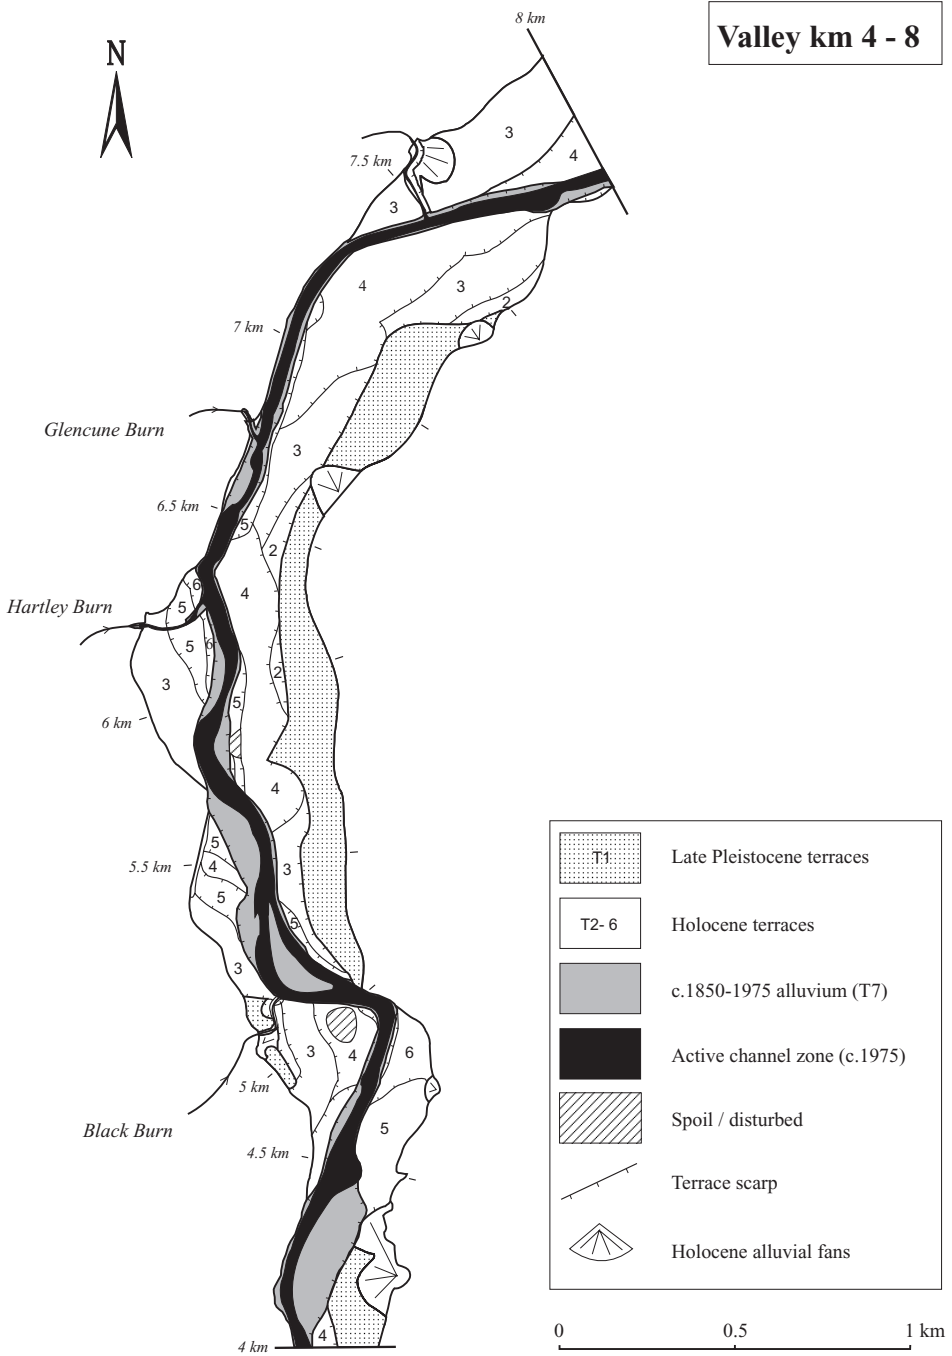 8 km
Valley km 4 - 8
N
3
4
7.5 km
3
4
3
2
7 km
Glencune Burn
3
6.5 km
5
2
6
4
Hartley Burn
5
5
6
3
2
5
6 km
4
5
5.5 km
4
3
5
5
3
3
4
6
5 km
Black Burn
5
4.5 km
4
4 km
T1
Late Pleistocene terraces
T2- 6
Holocene terraces
c.1850-1975 alluvium (T7)
Active channel zone (c.1975)
Spoil / disturbed
Terrace scarp
Holocene alluvial fans
0
0.5
1 km